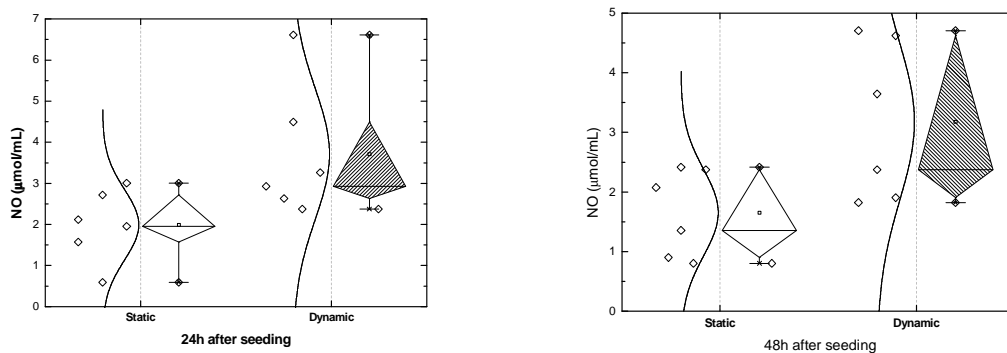 7
6
5
4
3
2
1
0
NO (μmol/mL)
Static
Dynamic
24h after seeding
5
4
3
2
1
0
NO (μmol/mL)
Static
Dynamic
48h after seeding